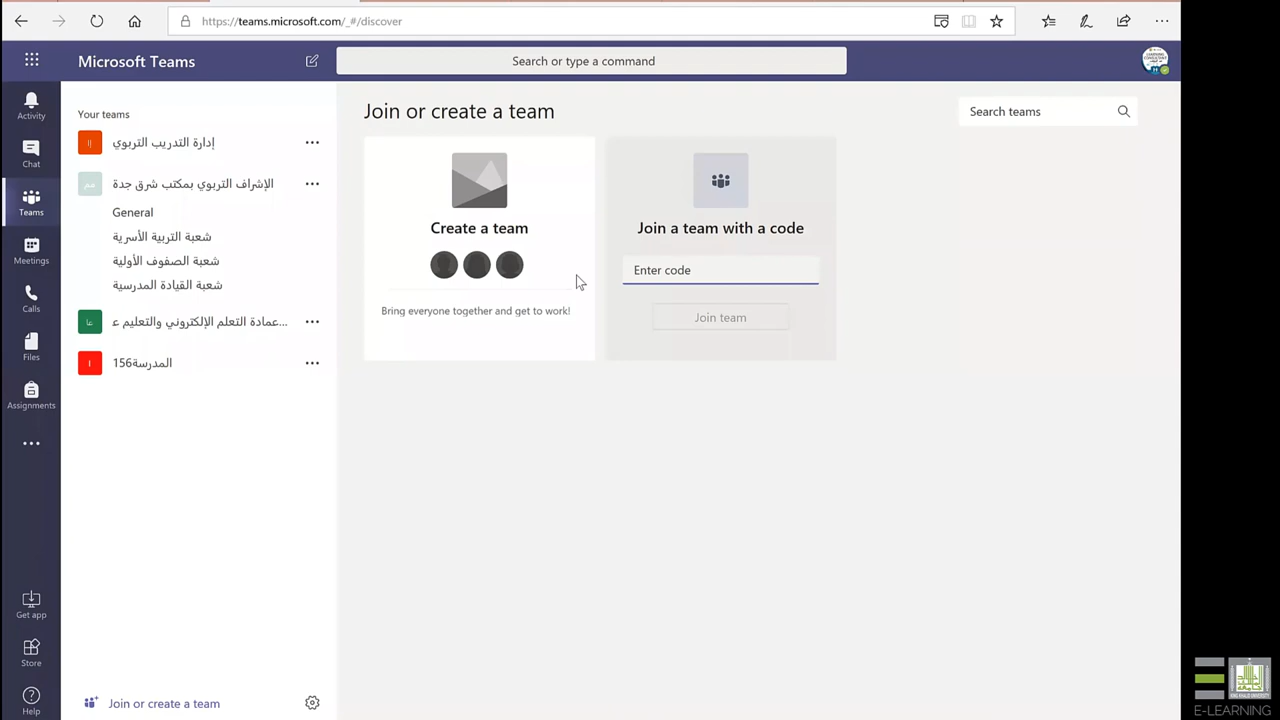 https://teams.microsoft.com/_#/discover
Microsoft Teams
Search or type a command
Activity
Chat
Teams
Meetings
Calls
Files
Assignments
Get app
Store
Help
Your teams
إدارة التدريب التربوي
الإشراف التربوي بمكتب شرق جدة
General
شعبة التربية الأسرية
شعبة الصفوف الأولية
شعبة القيادة المدرسية
عمادة التعلم الإلكتروني والتعليم ع...
المدرسة156
Join or create a team
Join or create a team
Search teams
Create a team
Bring everyone together and get to work!
Join a team with a code
Enter code
Join team
KING KHALID UNIVERSITY
E-LEARNING